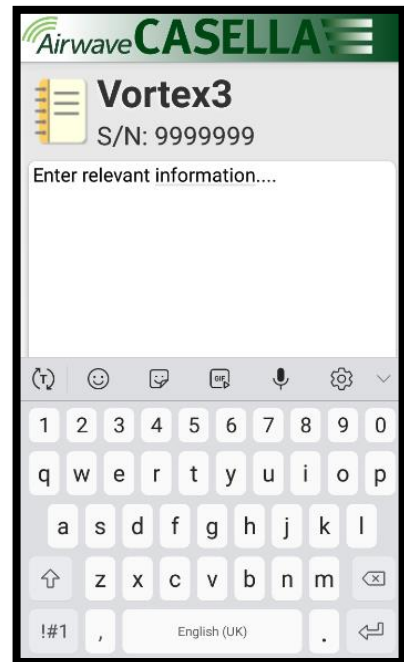 Airwave CASELLA
Vortex3
S/N: 9999999
Enter relevant information....
T GIF
1 2 3 4 5 6 7 8 9 0
q w e r t y u i o p
a s d f g h j k l
z x c v b n m
!#1 , English (UK) .